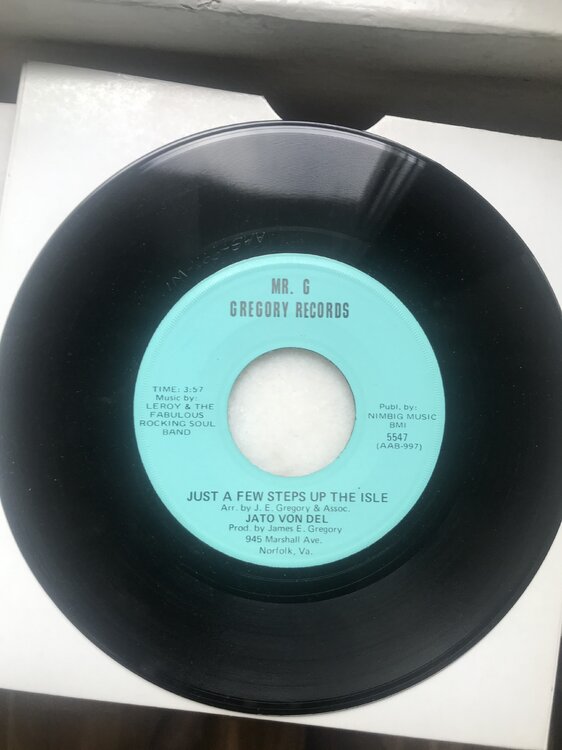 MR. G
GREGORY RECORDS
TIME: 3:57
Music by:
LEROY & THE
FABULOUS
ROCKING SOUL
BAND
Publ. by:
NIMBIG MUSIC
BMI
5547
(AAB-997)
JUST A FEW STEPS UP THE ISLE
Arr. by J. E. Gregory & Assoc.
JATO VON DEL
Prod. by James E. Gregory
945 Marshall Ave.
Norfolk, Va.